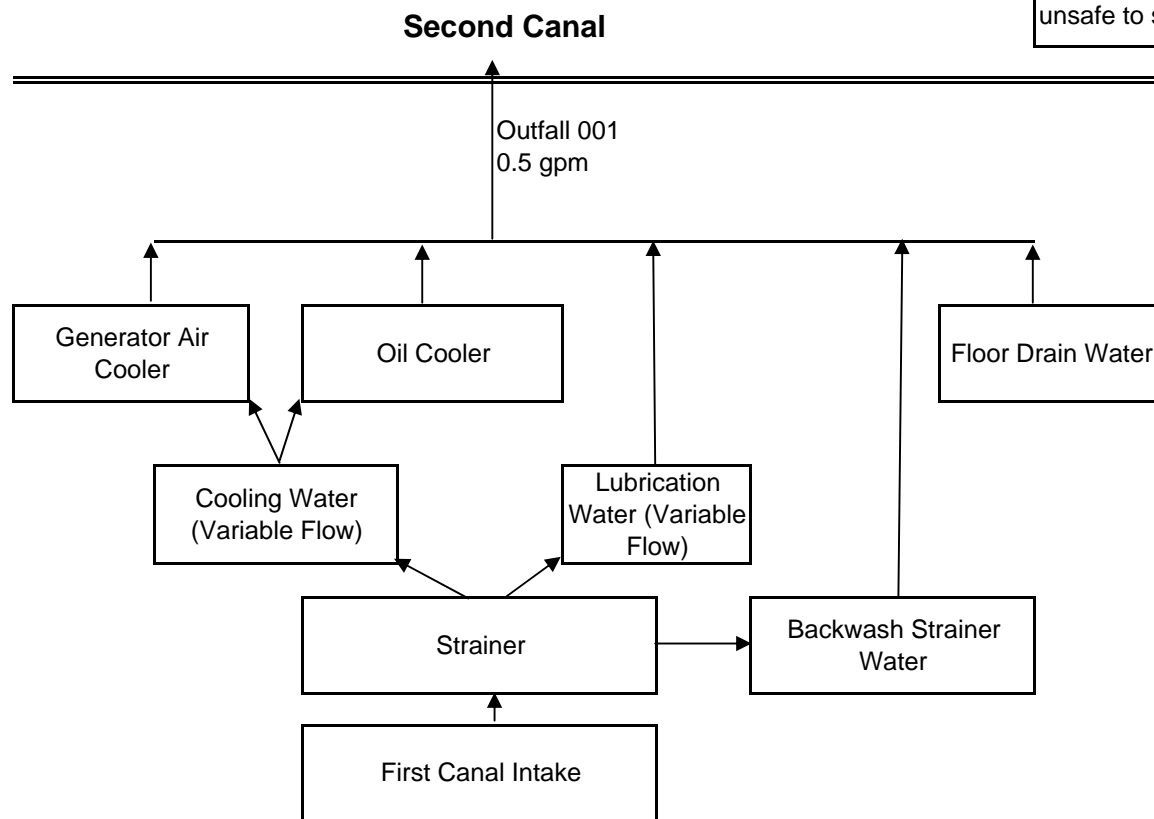 unsafe to s
Second Canal
Outfall 001
0.5 gpm
Generator Air
Cooler
Oil Cooler
Floor Drain Water
Cooling Water
(Variable Flow)
Lubrication
Water (Variable
Flow)
Strainer
Backwash Strainer
Water
First Canal Intake